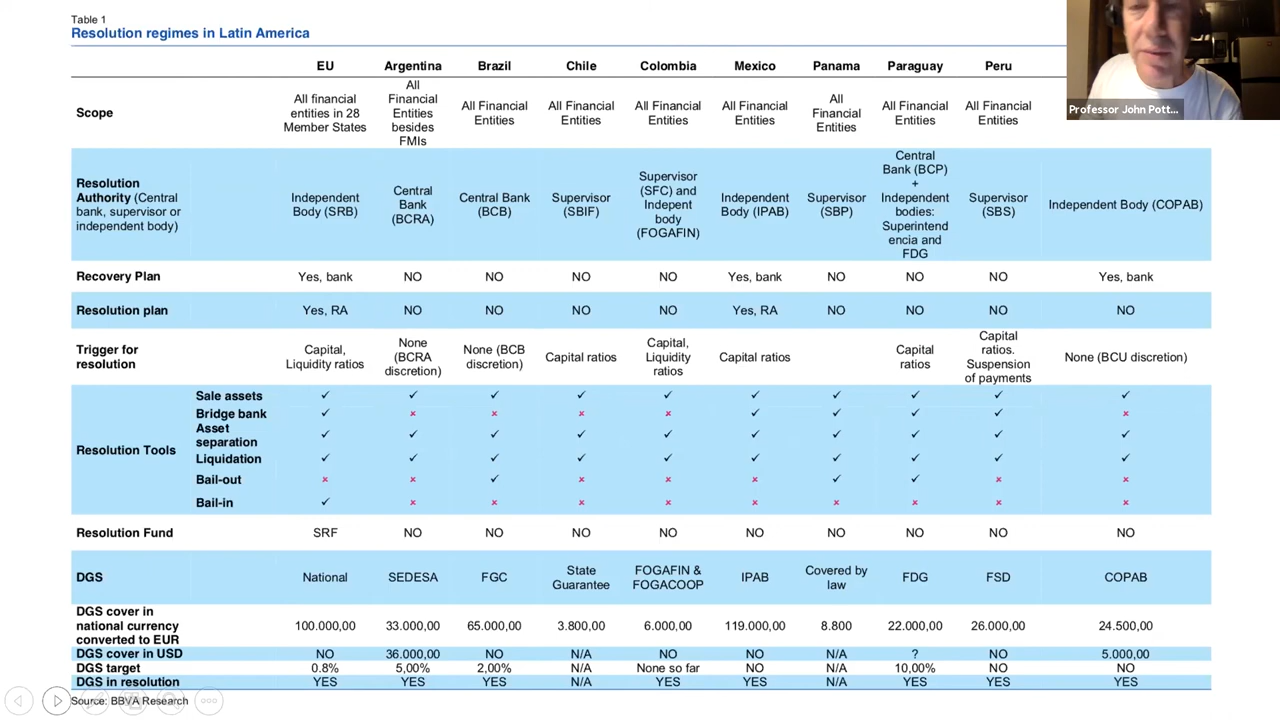 Table 1
Resolution regimes in Latin America
EU Argentina Brazil Chile Colombia Mexico Panama Paraguay Peru
Scope
All financial entities in 28 Member States
All Financial Entities besides FMIs
All Financial Entities
All Financial Entities
All Financial Entities
All Financial Entities
All Financial Entities
All Financial Entities
All Financial Entities
Professor John Pott...
Resolution Authority (Central bank, supervisor or independent body)
Independent Body (SRB)
Central Bank (BCRA)
Central Bank (BCB)
Supervisor (SBIF)
Supervisor (SFC) and Indepent body (FOGAFIN)
Independent Body (IPAB)
Supervisor (SBP)
Central Bank (BCP) + Independent bodies: Superintend encia and FDG
Supervisor (SBS)
Independent Body (COPAB)
Recovery Plan Yes, bank NO NO NO NO Yes, bank NO NO NO Yes, bank
Resolution plan Yes, RA NO NO NO NO Yes, RA NO NO NO NO
Trigger for resolution
Capital, Liquidity ratios
None (BCRA discretion)
None (BCB discretion)
Capital ratios
Capital, Liquidity ratios
Capital ratios
Capital ratios
Capital ratios. Suspension of payments
None (BCU discretion)
Resolution Tools
Sale assets ✓ ✓ ✓ ✓ ✓ ✓ ✓ ✓ ✓ ✓
Bridge bank ✓ × × × × ✓ ✓ ✓ ✓ ×
Asset separation ✓ ✓ ✓ ✓ ✓ ✓ ✓ ✓ ✓ ✓
Liquidation ✓ ✓ ✓ ✓ ✓ ✓ ✓ ✓ ✓ ✓
Bail-out × × ✓ × × × ✓ ✓ × ×
Bail-in ✓ × × × × × × × × ×
Resolution Fund SRF NO NO NO NO NO NO NO NO NO
DGS National SEDESA FGC State Guarantee FOGAFIN & FOGACOOP IPAB Covered by law FDG FSD COPAB
DGS cover in national currency converted to EUR 100.000,00 33.000,00 65.000,00 3.800,00 6.000,00 119.000,00 8.800 22.000,00 26.000,00 24.500,00
DGS cover in USD NO 36.000,00 NO N/A NO NO N/A ? NO 5.000,00
DGS target 0.8% 5,00% 2,00% N/A None so far NO N/A 10,00% NO NO
DGS in resolution YES YES YES N/A YES YES N/A YES YES YES
Source: BBVA Research